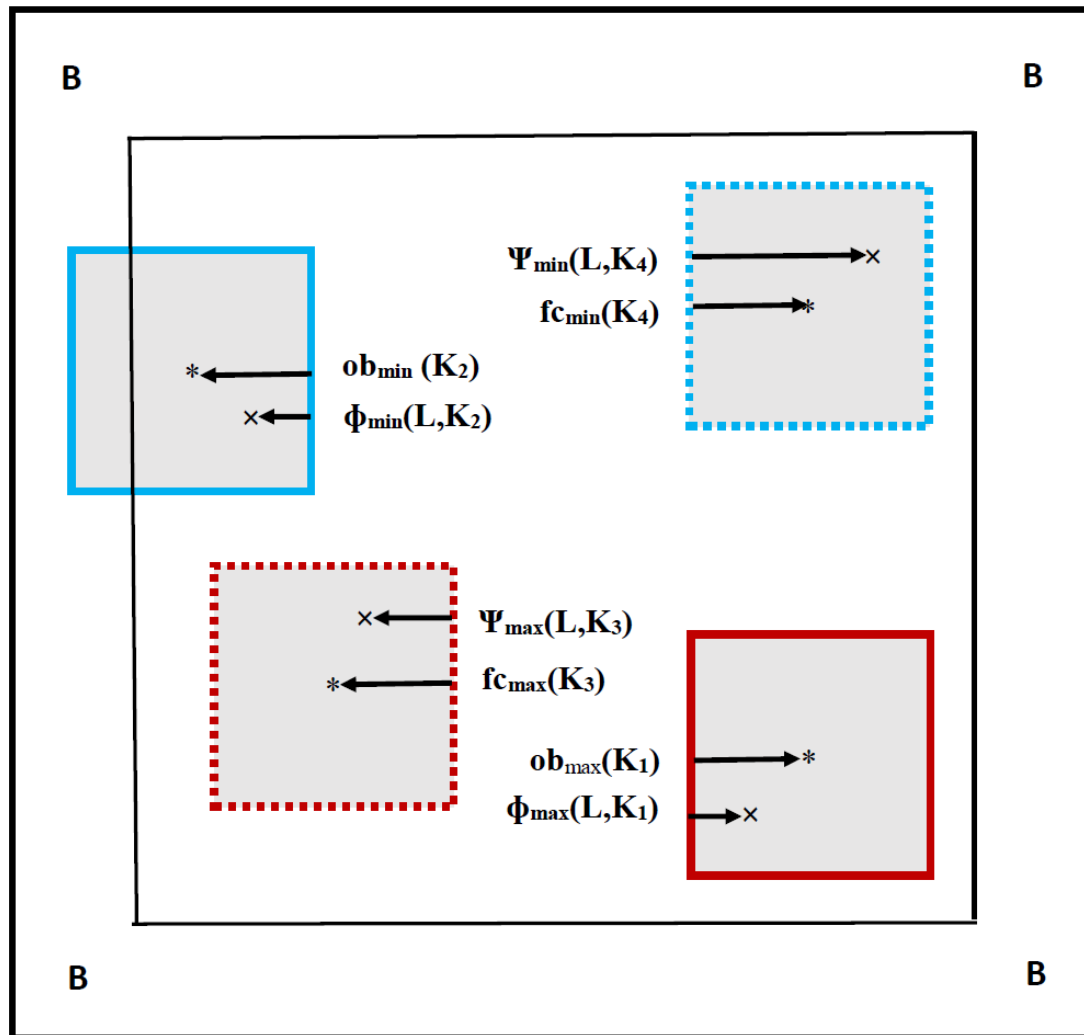 B B
Ψmin(L,K4)
×
fcmin(K4)
*
* obmin (K2)
× ϕmin(L,K2)
× Ψmax(L,K3)
* fcmax(K3)
obmax(K1) *
ϕmax(L,K1) ×
B B